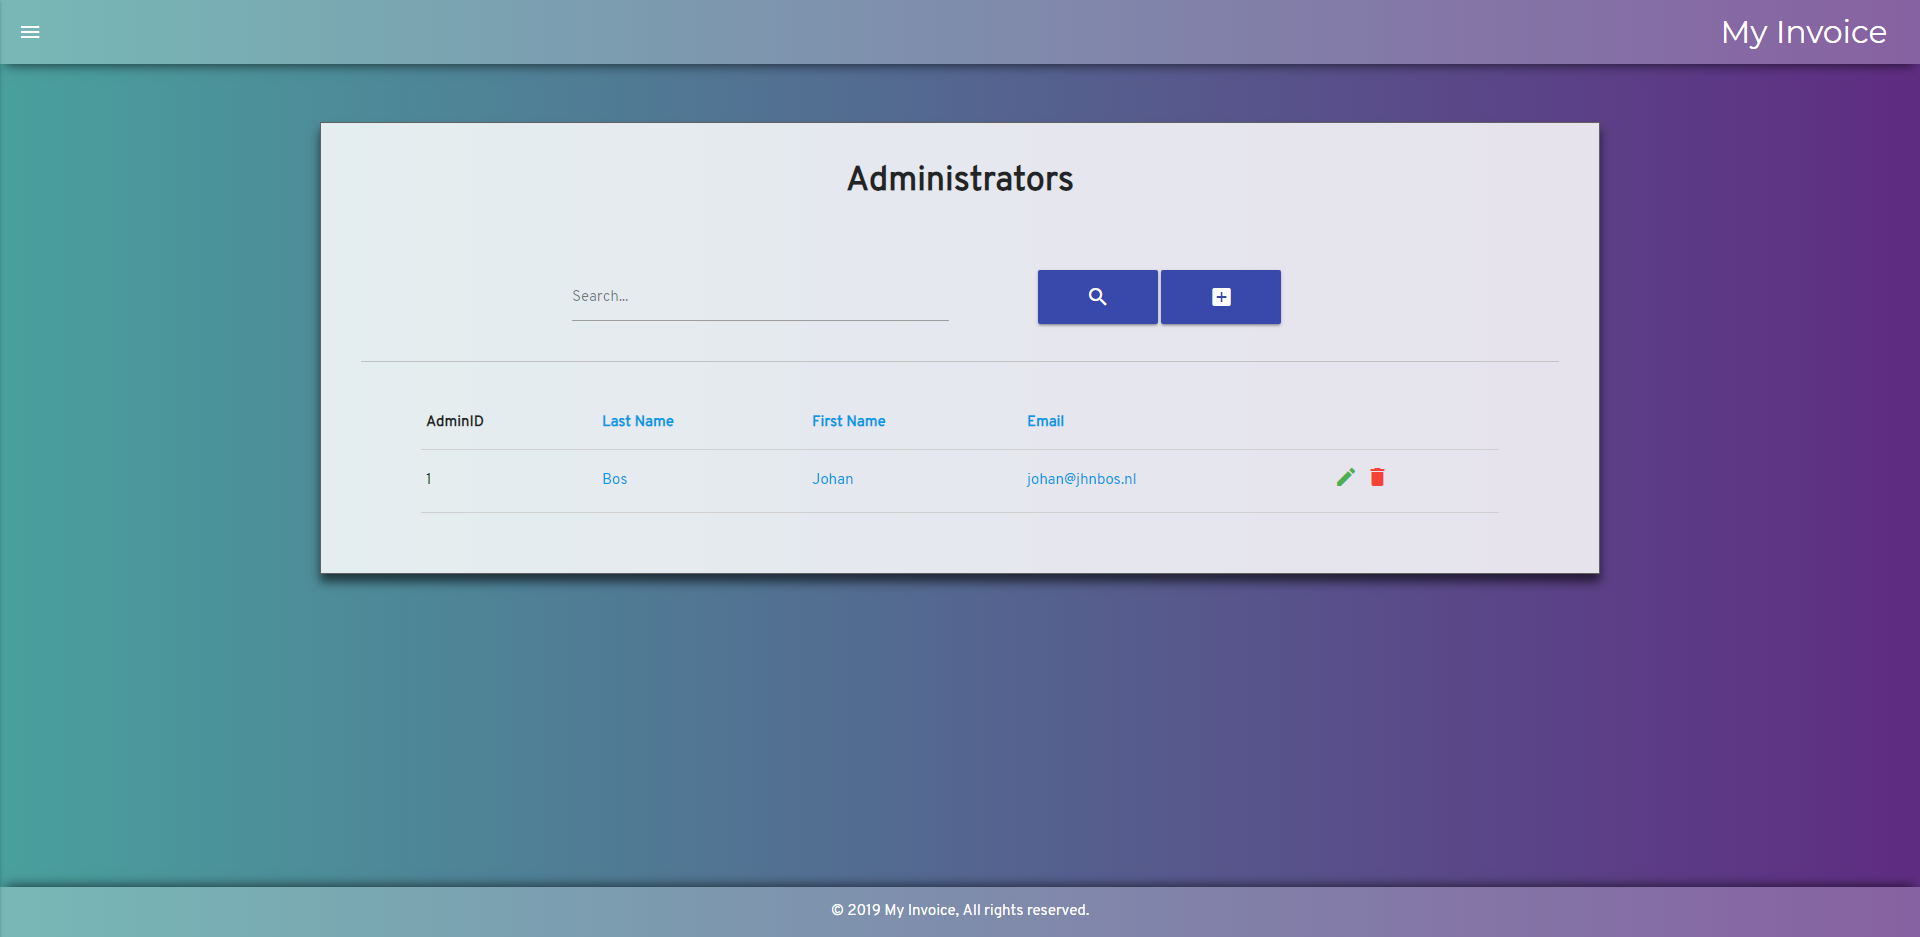 My Invoice
Administrators
Search...
AdminID Last Name First Name Email
1 Bos Johan johan@jhnbos.nl
© 2019 My Invoice, All rights reserved.